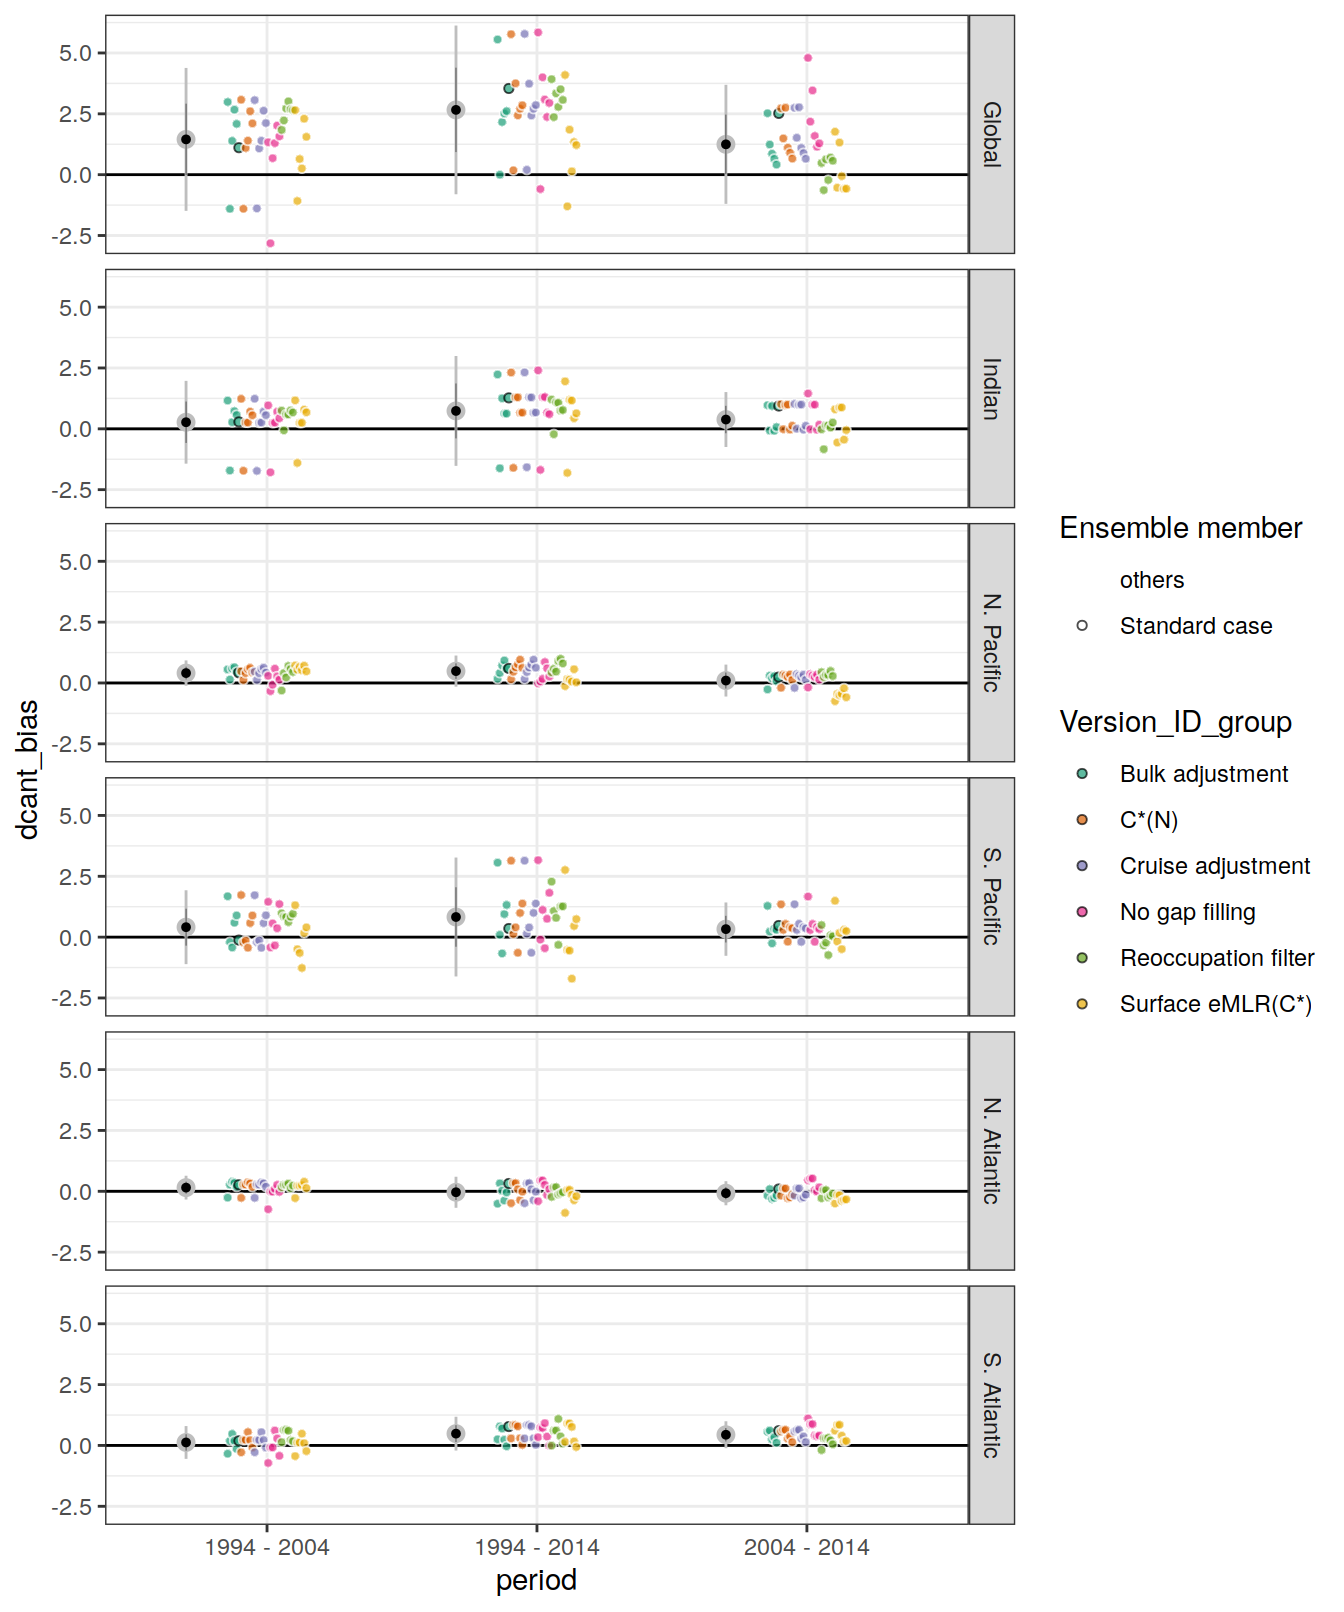 5.0
2.5
0.0
-2.5
Global
5.0
2.5
0.0
-2.5
Indian
5.0
2.5
0.0
-2.5
N. Pacific
5.0
2.5
0.0
-2.5
S. Pacific
5.0
2.5
0.0
-2.5
N. Atlantic
5.0
2.5
0.0
-2.5
S. Atlantic
dcant_bias
1994 - 2004
1994 - 2014
2004 - 2014
period
Ensemble member
others
Standard case
Version_ID_group
Bulk adjustment
C*(N)
Cruise adjustment
No gap filling
Reoccupation filter
Surface eMLR(C*)